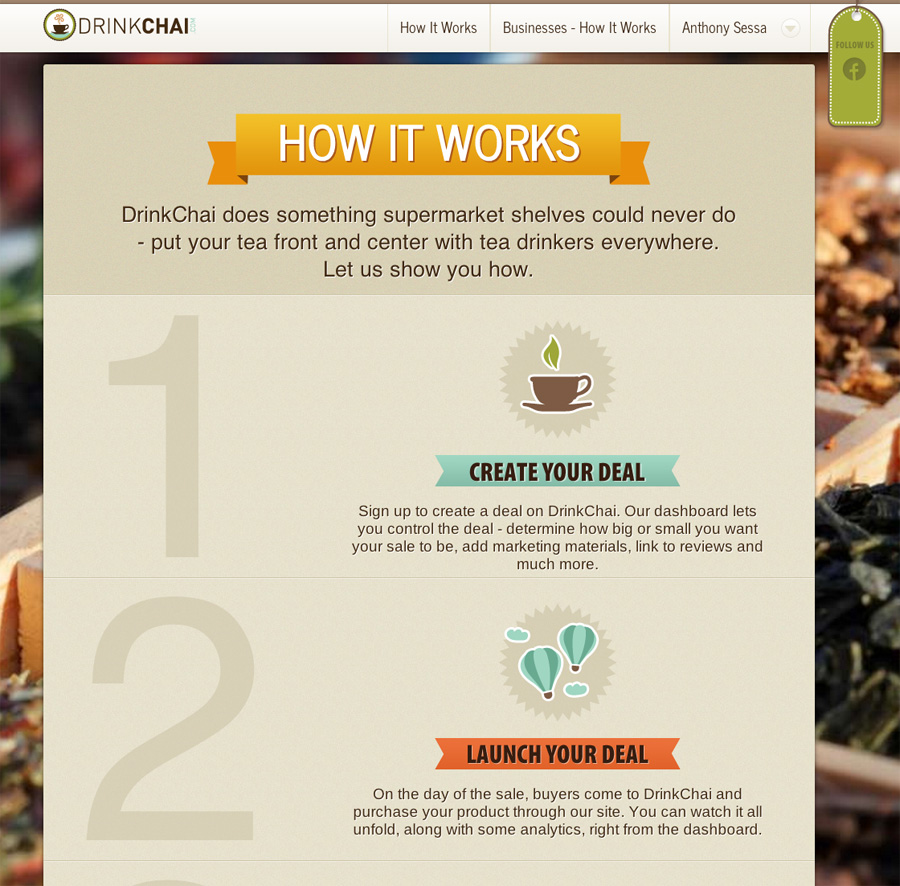 DRINKCHAI
How It Works
Businesses - How It Works
Anthony Sessa
FOLLOW US
HOW IT WORKS
DrinkChai does something supermarket shelves could never do
- put your tea front and center with tea drinkers everywhere.
Let us show you how.
1
CREATE YOUR DEAL
Sign up to create a deal on DrinkChai. Our dashboard lets
you control the deal - determine how big or small you want
your sale to be, add marketing materials, link to reviews and
much more.
2
LAUNCH YOUR DEAL
On the day of the sale, buyers come to DrinkChai and
purchase your product through our site. You can watch it all
unfold, along with some analytics, right from the dashboard.